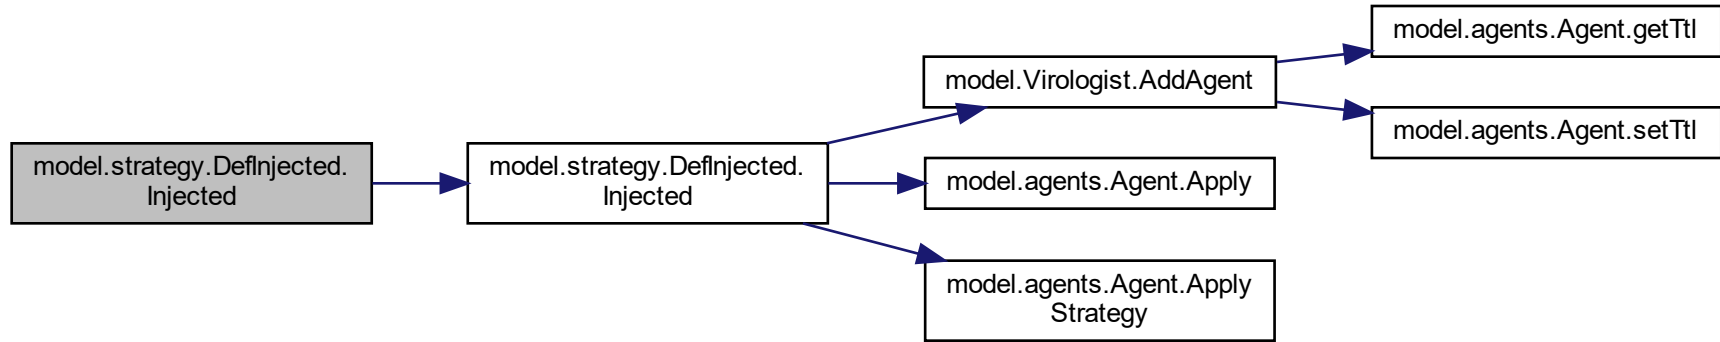 model.strategy.DefInjected.
Injected
model.strategy.DefInjected.
Injected
model.Virologist.AddAgent
model.agents.Agent.Apply
model.agents.Agent.Apply
Strategy
model.agents.Agent.getTtl
model.agents.Agent.setTtl